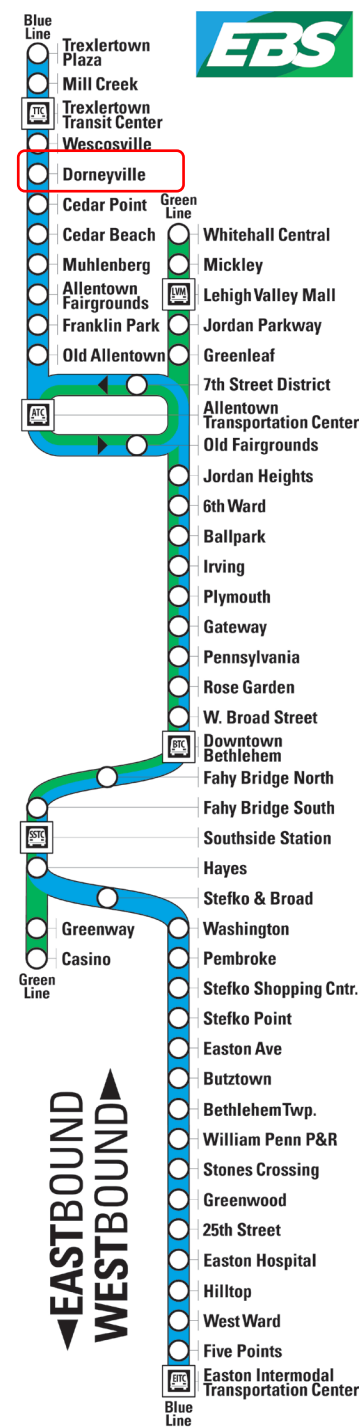 Blue
Line
EBS
Trexlertown
Plaza
Mill Creek
TTC
Trexlertown
Transit Center
Wescosville
Dorneyville
Cedar Point
Green
Line
Cedar Beach
Whitehall Central
Muhlenberg
Mickley
Allentown
Fairgrounds
LVM
Lehigh Valley Mall
Franklin Park
Jordan Parkway
Old Allentown
Greenleaf
7th Street District
ATC
Allentown
Transportation Center
Old Fairgrounds
Jordan Heights
6th Ward
Ballpark
Irving
Plymouth
Gateway
Pennsylvania
Rose Garden
W. Broad Street
BTC
Downtown
Bethlehem
Fahy Bridge North
Fahy Bridge South
SSTC
Southside Station
Hayes
Stefko & Broad
Greenway
Washington
Casino
Pembroke
Green
Line
Stefko Shopping Cntr.
Stefko Point
Easton Ave
Butztown
Bethlehem Twp.
William Penn P&R
Stones Crossing
Greenwood
25th Street
Easton Hospital
Hilltop
West Ward
Five Points
EITC
Easton Intermodal
Transportation Center
Blue
Line
EASTBOUND
WESTBOUND